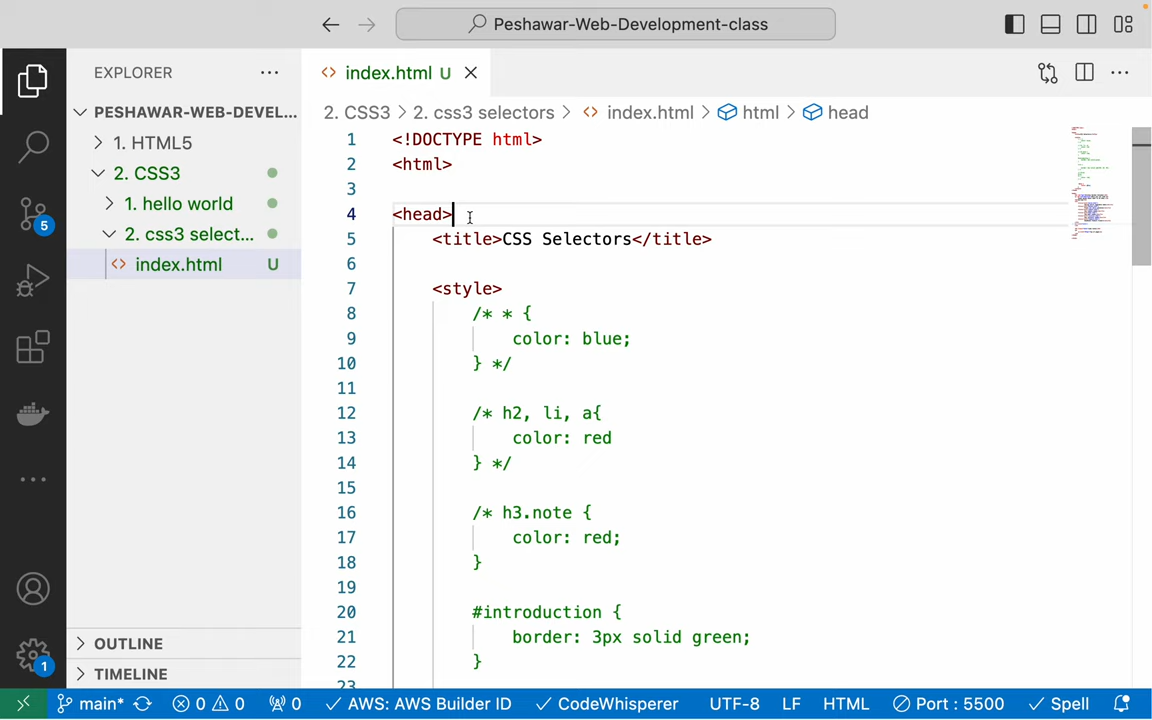 Peshawar-Web-Development-class
EXPLORER
index.html U
PESHAWAR-WEB-DEVEL...
1. HTML5
2. CSS3
1. hello world
2. css3 select...
index.html U
5
1
OUTLINE
TIMELINE
2. CSS3 > 2. css3 selectors > index.html > html > head
1 <!DOCTYPE html>
2 <html>
3
4 <head>
5 <title>CSS Selectors</title>
6
7 <style>
8 /* * {
9 color: blue;
10 } */
11
12 /* h2, li, a{
13 color: red
14 } */
15
16 /* h3.note {
17 color: red;
18 }
19
20 #introduction {
21 border: 3px solid green;
22 }
23
main* 0 0 0 AWS: AWS Builder ID CodeWhisperer UTF-8 LF HTML Port : 5500 Spell